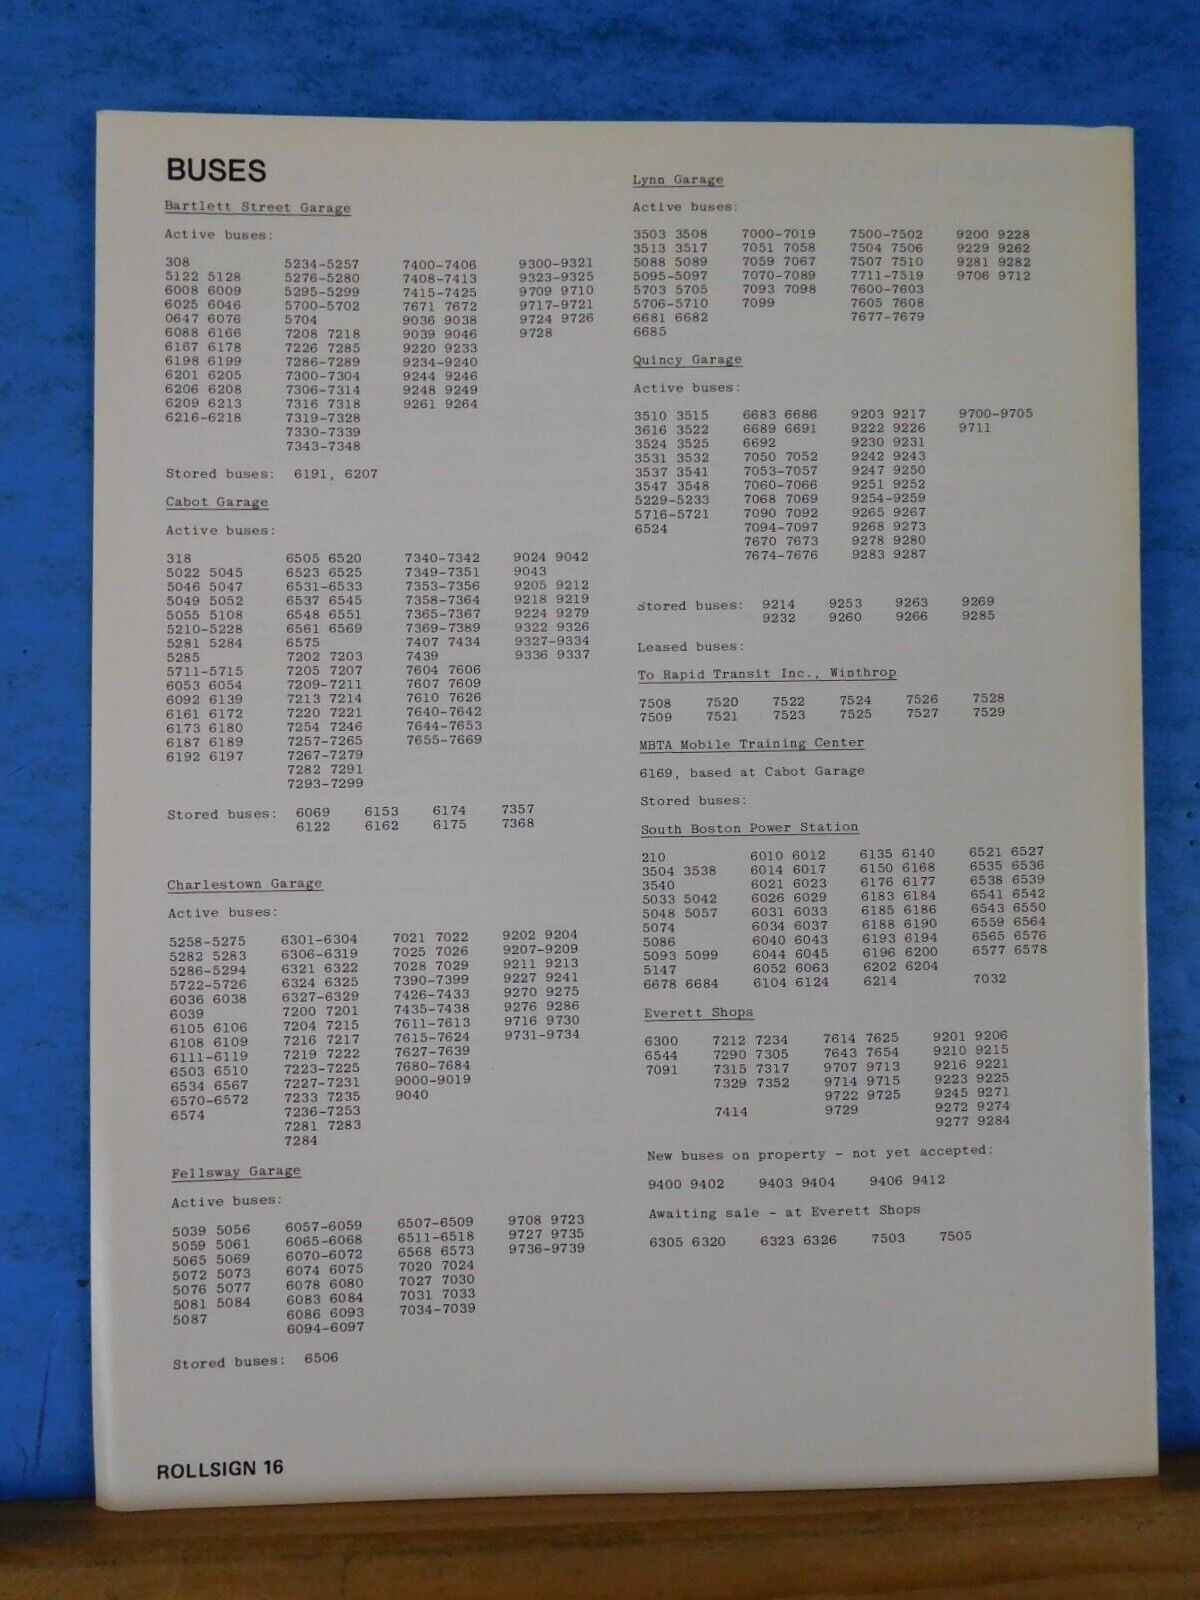 BUSES
Bartlett Street Garage
Active buses:
308 5234-5257 7400-7406 9300-9321
5122 5128 5276-5280 7408-7413 9323-9325
6008 6009 5295-5299 7415-7425 9709 9710
6025 6046 5700-5702 7671 7672 9717-9721
0647 6076 5704 9036 9038 9724 9726
6088 6166 7208 7218 9039 9046 9728
6167 6178 7226 7285 9220 9233
6198 6199 7286-7289 9234-9240
6201 6205 7300-7304 9244 9246
6206 6208 7306-7314 9248 9249
6209 6213 7316 7318 9261 9264
6216-6218 7319-7328
7330-7339
7343-7348
Stored buses: 6191, 6207
Cabot Garage
Active buses:
318 6505 6520 7340-7342 9024 9042
5022 5045 6523 6525 7349-7351 9043
5046 5047 6531-6533 7353-7356 9205 9212
5049 5052 6537 6545 7358-7364 9218 9219
5055 5108 6548 6551 7365-7367 9224 9279
5210-5228 6561 6569 7369-7389 9322 9326
5281 5284 6575 7407 7434 9327-9334
5285 7202 7203 7439 9336 9337
5711-5715 7205 7207 7604 7606
6053 6054 7209-7211 7607 7609
6092 6139 7213 7214 7610 7626
6161 6172 7220 7221 7640-7642
6173 6180 7254 7246 7644-7653
6187 6189 7257-7265 7655-7669
6192 6197 7267-7279
7282 7291
7293-7299
Stored buses: 6069 6153 6174 7357
6122 6162 6175 7368
Charlestown Garage
Active buses:
5258-5275 6301-6304 7021 7022 9202 9204
5282 5283 6306-6319 7025 7026 9207-9209
5286-5294 6321 6322 7028 7029 9211 9213
5722-5726 6324 6325 7390-7399 9227 9241
6036 6038 6327-6329 7426-7433 9270 9275
6039 7200 7201 7435-7438 9276 9286
6105 6106 7204 7215 7611-7613 9716 9730
6108 6109 7216 7217 7615-7624 9731-9734
6111-6119 7219 7222 7627-7639
6503 6510 7223-7225 7680-7684
6534 6567 7227-7231 9000-9019
6570-6572 7233 7235 9040
6574 7236-7253
7281 7283
7284
Fellsway Garage
Active buses:
5039 5056 6057-6059 6507-6509 9708 9723
5059 5061 6065-6068 6511-6518 9727 9735
5065 5069 6070-6072 6568 6573 9736-9739
5072 5073 6074 6075 7020 7024
5076 5077 6078 6080 7027 7030
5081 5084 6083 6084 7031 7033
5087 6086 6093 7034-7039
6094-6097
Stored buses: 6506
ROLLSIGN 16
Lynn Garage
Active buses:
3503 3508 7000-7019 7500-7502 9200 9228
3513 3517 7051 7058 7504 7506 9229 9262
5088 5089 7059 7067 7507 7510 9281 9282
5095-5097 7070-7089 7711-7519 9706 9712
5703 5705 7093 7098 7600-7603
5706-5710 7099 7605 7608
6681 6682 7677-7679
6685
Quincy Garage
Active buses:
3510 3515 6683 6686 9203 9217 9700-9705
3616 3522 6689 6691 9222 9226 9711
3524 3525 6692 9230 9231
3531 3532 7050 7052 9242 9243
3537 3541 7053-7057 9247 9250
3547 3548 7060-7066 9251 9252
5229-5233 7068 7069 9254-9259
5716-5721 7090 7092 9265 9267
6524 7094-7097 9268 9273
7670 7673 9278 9280
7674-7676 9283 9287
Stored buses: 9214 9253 9263 9269
9232 9260 9266 9285
Leased buses:
To Rapid Transit Inc., Winthrop
7508 7520 7522 7524 7526 7528
7509 7521 7523 7525 7527 7529
MBTA Mobile Training Center
6169, based at Cabot Garage
Stored buses:
South Boston Power Station
210 6010 6012 6135 6140 6521 6527
3504 3538 6014 6017 6150 6168 6535 6536
3540 6021 6023 6176 6177 6538 6539
5033 5042 6026 6029 6183 6184 6541 6542
5048 5057 6031 6033 6185 6186 6543 6550
5074 6034 6037 6188 6190 6559 6564
5086 6040 6043 6193 6194 6565 6576
5093 5099 6044 6045 6196 6200 6577 6578
5147 6052 6063 6202 6204
6678 6684 6104 6124 6214 7032
Everett Shops
6300 7212 7234 7614 7625 9201 9206
6544 7290 7305 7643 7654 9210 9215
7091 7315 7317 9707 9713 9216 9221
7329 7352 9714 9715 9223 9225
9722 9725 9245 9271
7414 9729 9272 9274
9277 9284
New buses on property - not yet accepted:
9400 9402 9403 9404 9406 9412
Awaiting sale - at Everett Shops
6305 6320 6323 6326 7503 7505